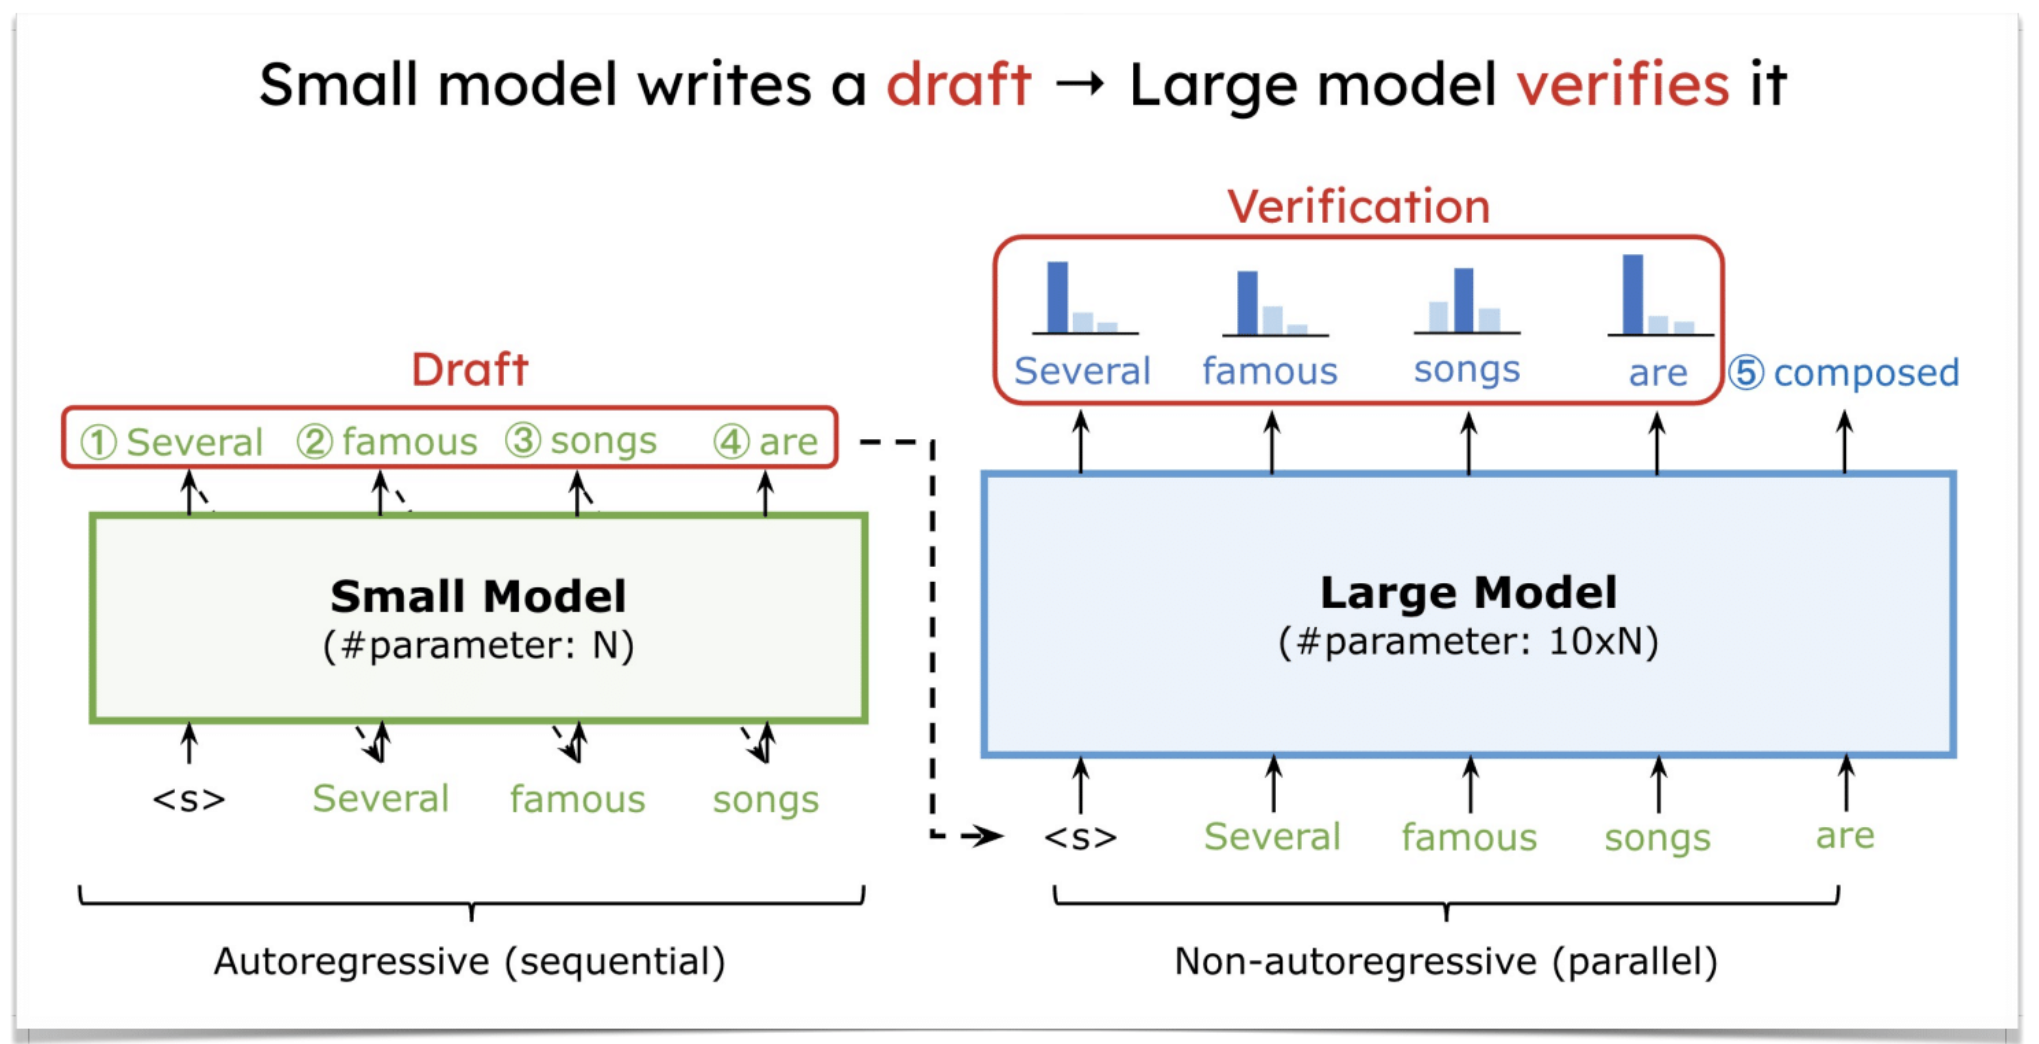 Small model writes a draft → Large model verifies it
Draft
① Several ② famous ③ songs ④ are
Small Model
(#parameter: N)
<s> Several famous songs
Autoregressive (sequential)
Verification
Several famous songs are ⑤ composed
Large Model
(#parameter: 10xN)
<s> Several famous songs are
Non-autoregressive (parallel)